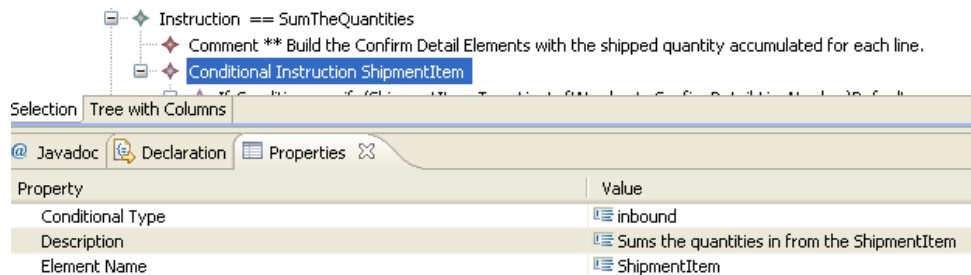 Instruction == SumTheQuantities
Comment ** Build the Confirm Detail Elements with the shipped quantity accumulated for each line.
Conditional Instruction ShipmentItem
Selection Tree with Columns
@ Javadoc Declaration Properties
Property Value
Conditional Type inbound
Description Sums the quantities in from the ShipmentItem
Element Name ShipmentItem